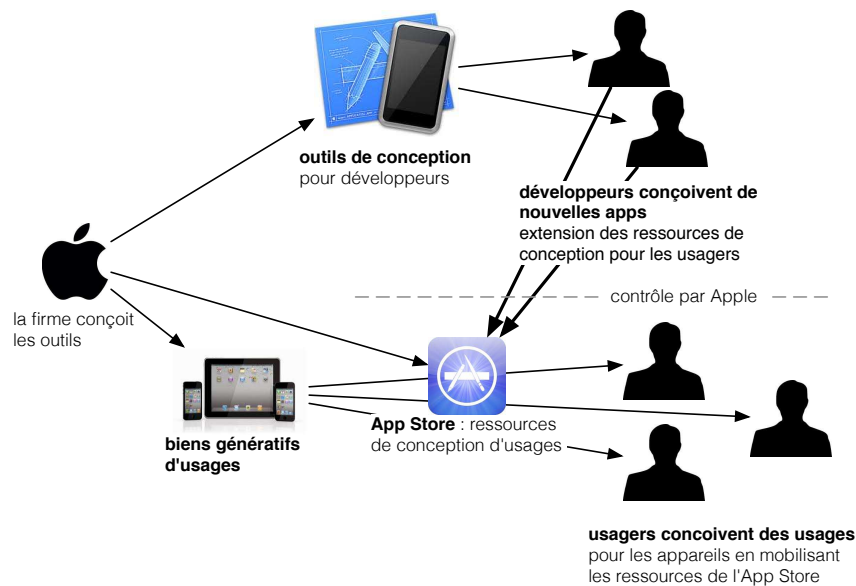 outils de conception
pour développeurs
développeurs conçoivent de
nouvelles apps
extension des ressources de
conception pour les usagers
contrôle par Apple
la firme conçoit
les outils
biens génératifs
d'usages
App Store : ressources
de conception d'usages
usagers concoivent des usages
pour les appareils en mobilisant
les ressources de l'App Store